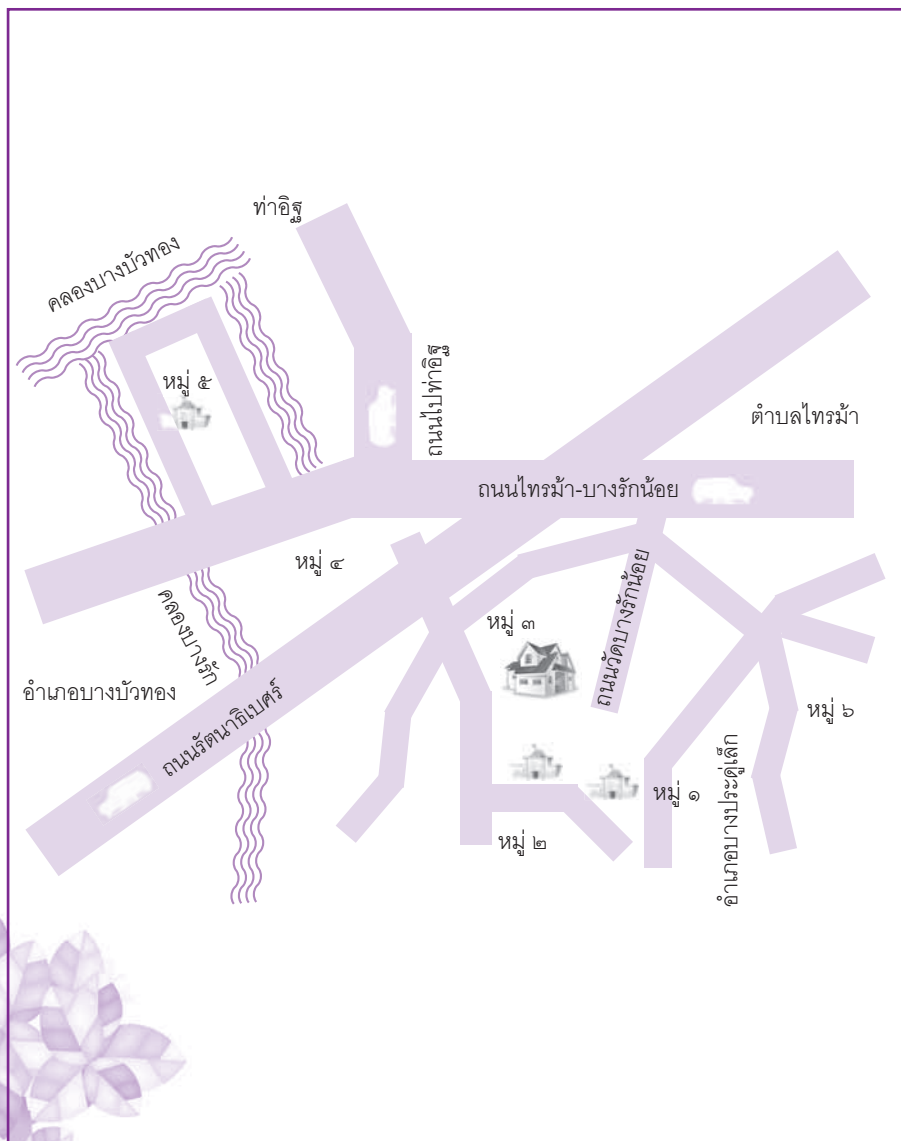 ท่าอิฐ
คลองบางบัวทอง
หมู่ ๕
ถนนไปท่าอิฐ
ตำบลไทรม้า
ถนนไทรม้า-บางรักน้อย
หมู่ ๔
คลองบางรัก
ถนนวัดบางรักน้อย
หมู่ ๓
อำเภอบางบัวทอง
ถนนรัตนาธิเบศร์
หมู่ ๖
อำเภอบางประดู่เล็ก
หมู่ ๑
หมู่ ๒